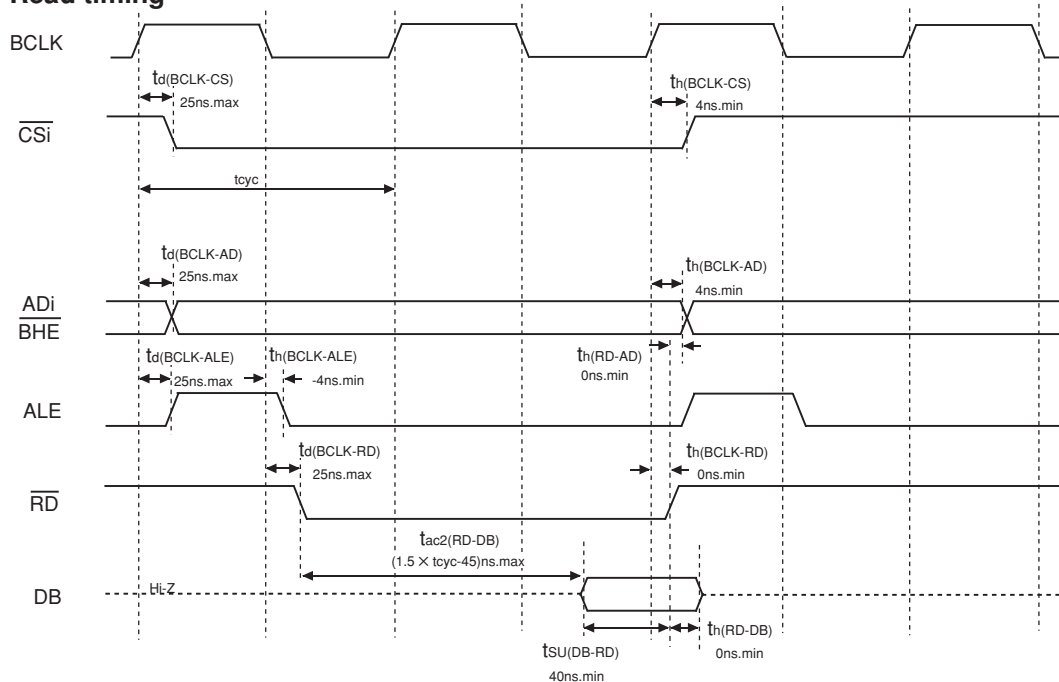 Read timing
BCLK
td(BCLK-CS)
25ns.max
th(BCLK-CS)
4ns.min
CSi
tcyc
td(BCLK-AD)
25ns.max
th(BCLK-AD)
4ns.min
ADi
BHE
td(BCLK-ALE)
25ns.max
th(BCLK-ALE)
-4ns.min
th(RD-AD)
0ns.min
ALE
td(BCLK-RD)
25ns.max
th(BCLK-RD)
0ns.min
RD
tac2(RD-DB)
(1.5 × tcyc-45)ns.max
Hi-Z
DB
tSU(DB-RD)
40ns.min
th(RD-DB)
0ns.min